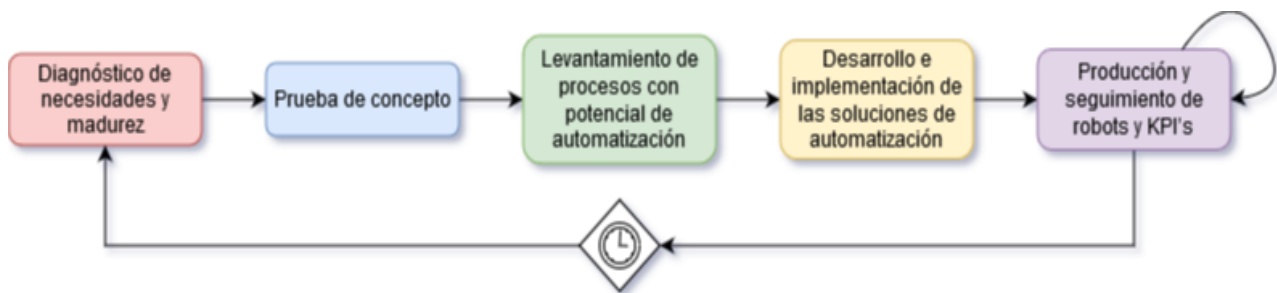 Diagnóstico de
necesidades y
madurez
Prueba de concepto
Levantamiento de
procesos con
potencial de
automatización
Desarrollo e
implementación de
las soluciones de
automatización
Producción y
seguimiento de
robots y KPI's